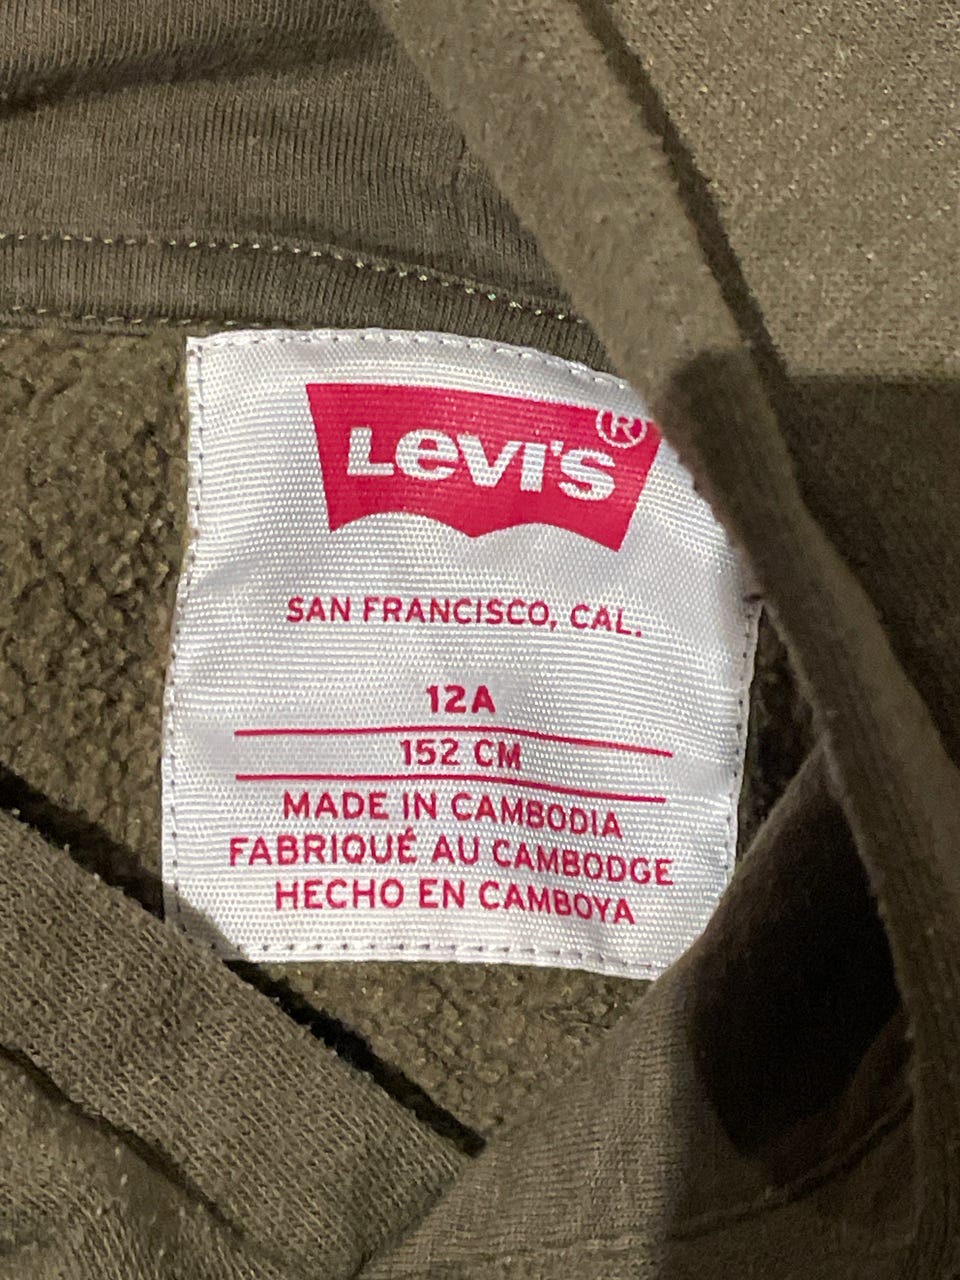 LEVI'S®
SAN FRANCISCO, CAL.
12A
152 CM
MADE IN CAMBODIA
FABRIQUÉ AU CAMBODGE
HECHO EN CAMBOYA